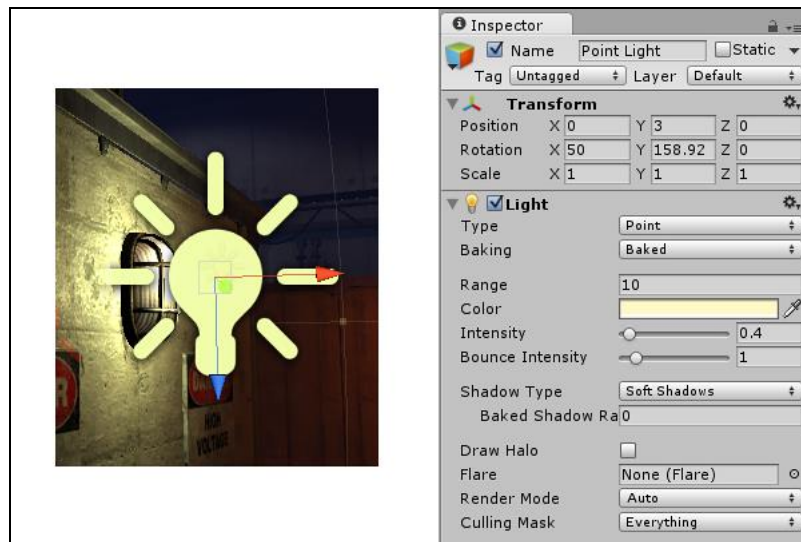 Inspector
Name Point Light Static
Tag Untagged Layer Default
Transform
Position X 0 Y 3 Z 0
Rotation X 50 Y 158.92 Z 0
Scale X 1 Y 1 Z 1
Light
Type Point
Baking Baked
Range 10
Color
Intensity 0.4
Bounce Intensity 1
Shadow Type Soft Shadows
Baked Shadow Ra 0
Draw Halo
Flare None (Flare)
Render Mode Auto
Culling Mask Everything
HIGH
VOLTAGE